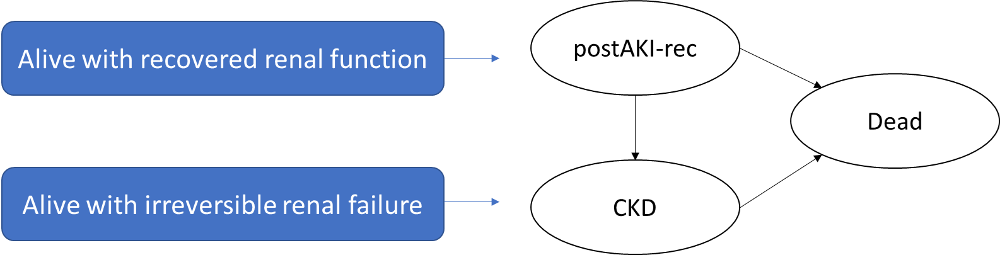 Alive with recovered renal function
postAKI-rec
Dead
Alive with irreversible renal failure
CKD